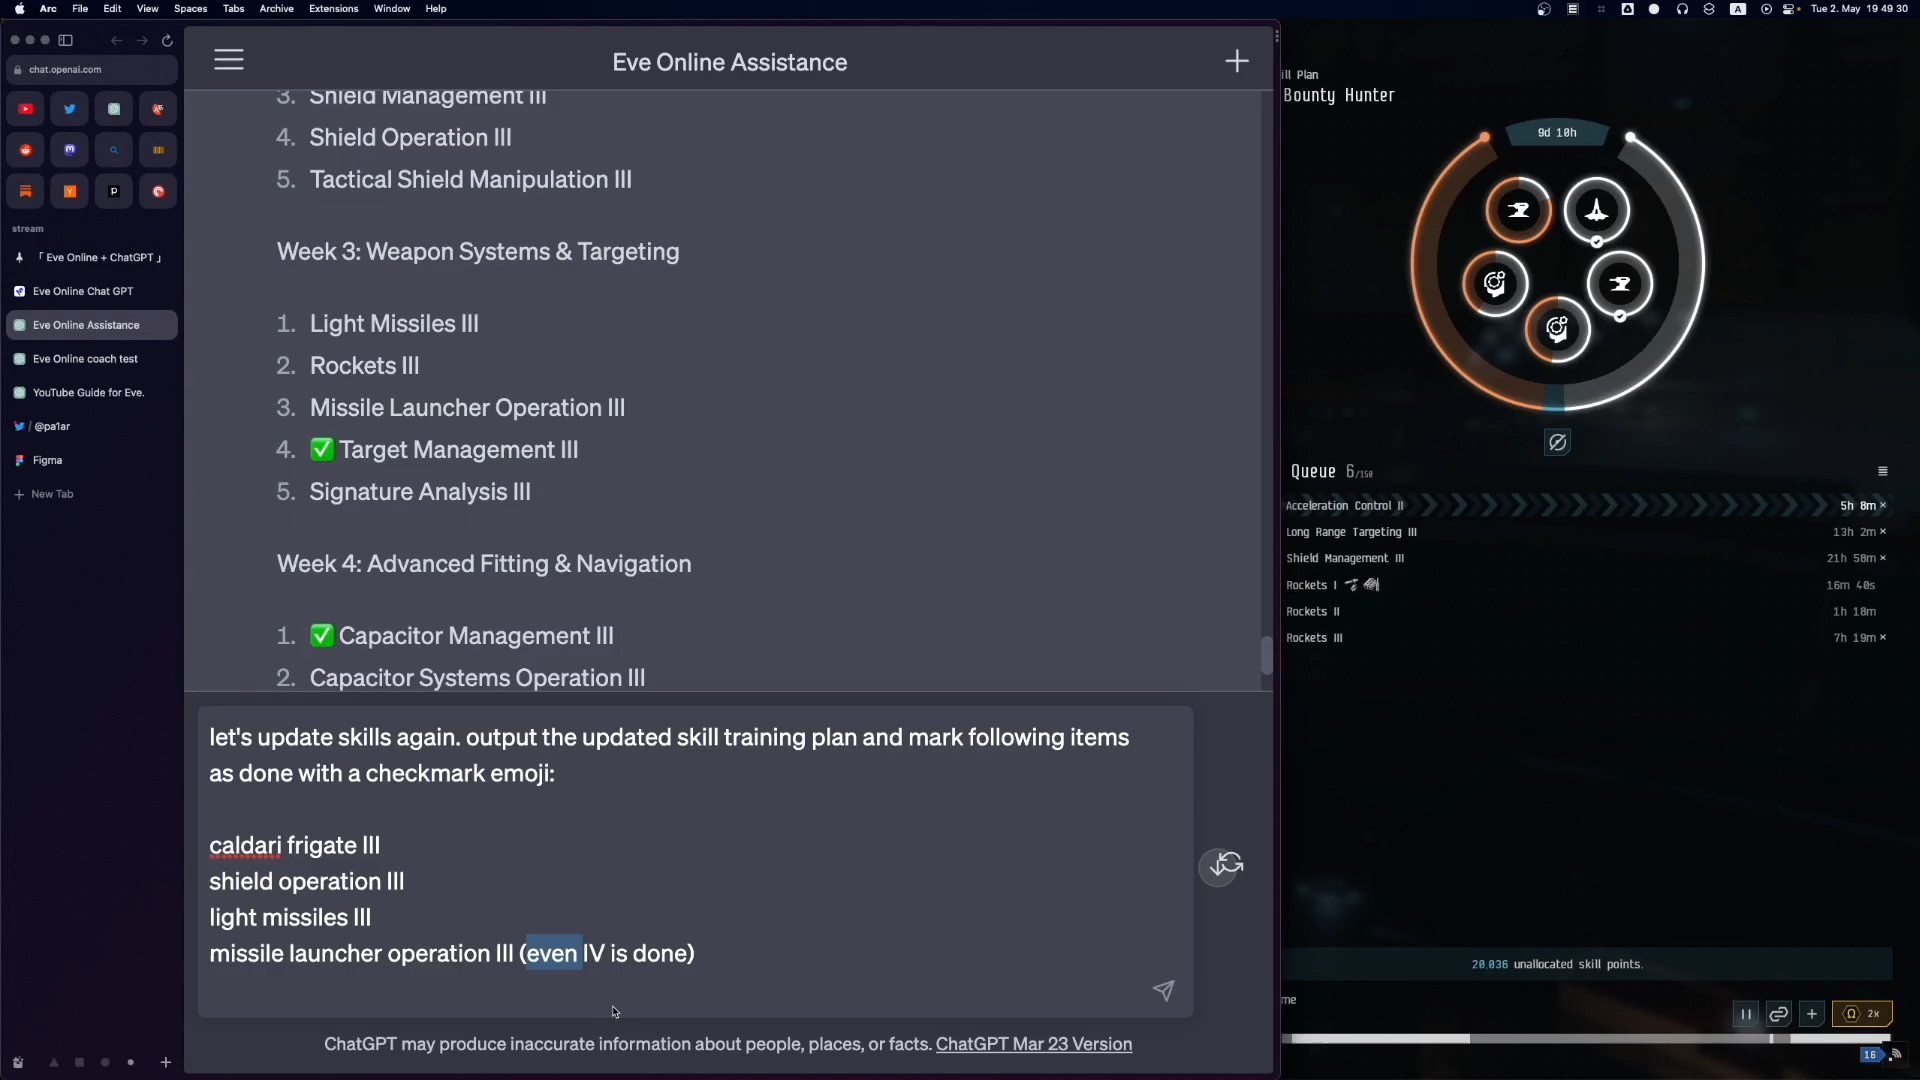 Arc File Edit View Spaces Tabs Archive Extensions Window Help
A
Tue 2. May 19 49 30
chat.openai.com
stream
「 Eve Online + ChatGPT 」
Eve Online Chat GPT
Eve Online Assistance
Eve Online coach test
YouTube Guide for Eve.
/ @pa1ar
Figma
New Tab
Eve Online Assistance
3. Shield Management III
4. Shield Operation III
5. Tactical Shield Manipulation III
Week 3: Weapon Systems & Targeting
1. Light Missiles III
2. Rockets III
3. Missile Launcher Operation III
4. ✅ Target Management III
5. Signature Analysis III
Week 4: Advanced Fitting & Navigation
1. ✅ Capacitor Management III
2. Capacitor Systems Operation III
let's update skills again. output the updated skill training plan and mark following items
as done with a checkmark emoji:
caldari frigate III
shield operation III
light missiles III
missile launcher operation III (even IV is done)
ChatGPT may produce inaccurate information about people, places, or facts. ChatGPT Mar 23 Version
ill Plan
Bounty Hunter
9d 10h
Queue 6/150
Acceleration Control II 5h 8m ×
Long Range Targeting III 13h 2m ×
Shield Management III 21h 58m ×
Rockets I 16m 40s
Rockets II 1h 18m
Rockets III 7h 19m ×
20,036 unallocated skill points.
me
2x
16